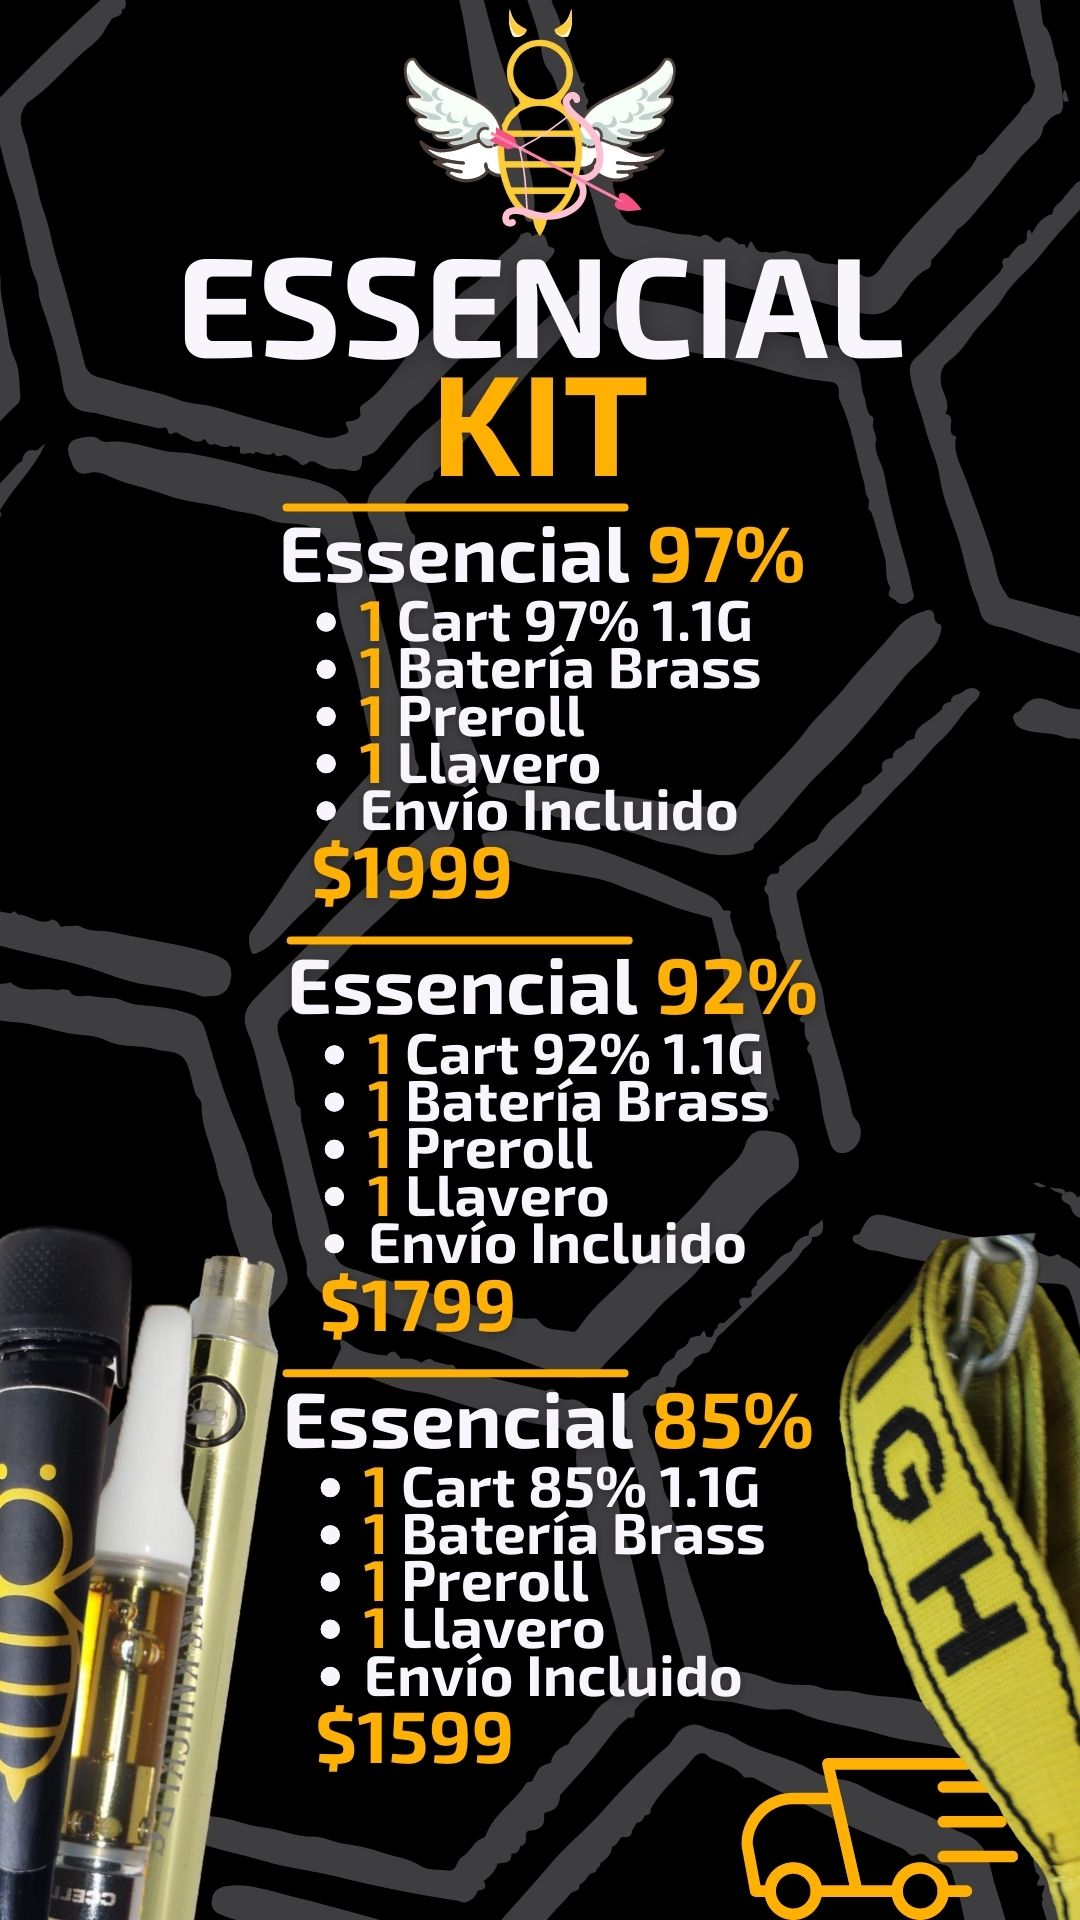 ESSENCIAL
KIT
Essencial 97%
• 1 Cart 97% 1.1G
• 1 Batería Brass
• 1 Preroll
• 1 Llavero
• Envío Incluido
$1999
Essencial 92%
• 1 Cart 92% 1.1G
• 1 Batería Brass
• 1 Preroll
• 1 Llavero
• Envío Incluido
$1799
Essencial 85%
• 1 Cart 85% 1.1G
• 1 Batería Brass
• 1 Preroll
• 1 Llavero
• Envío Incluido
$1599
IGH
CCELL